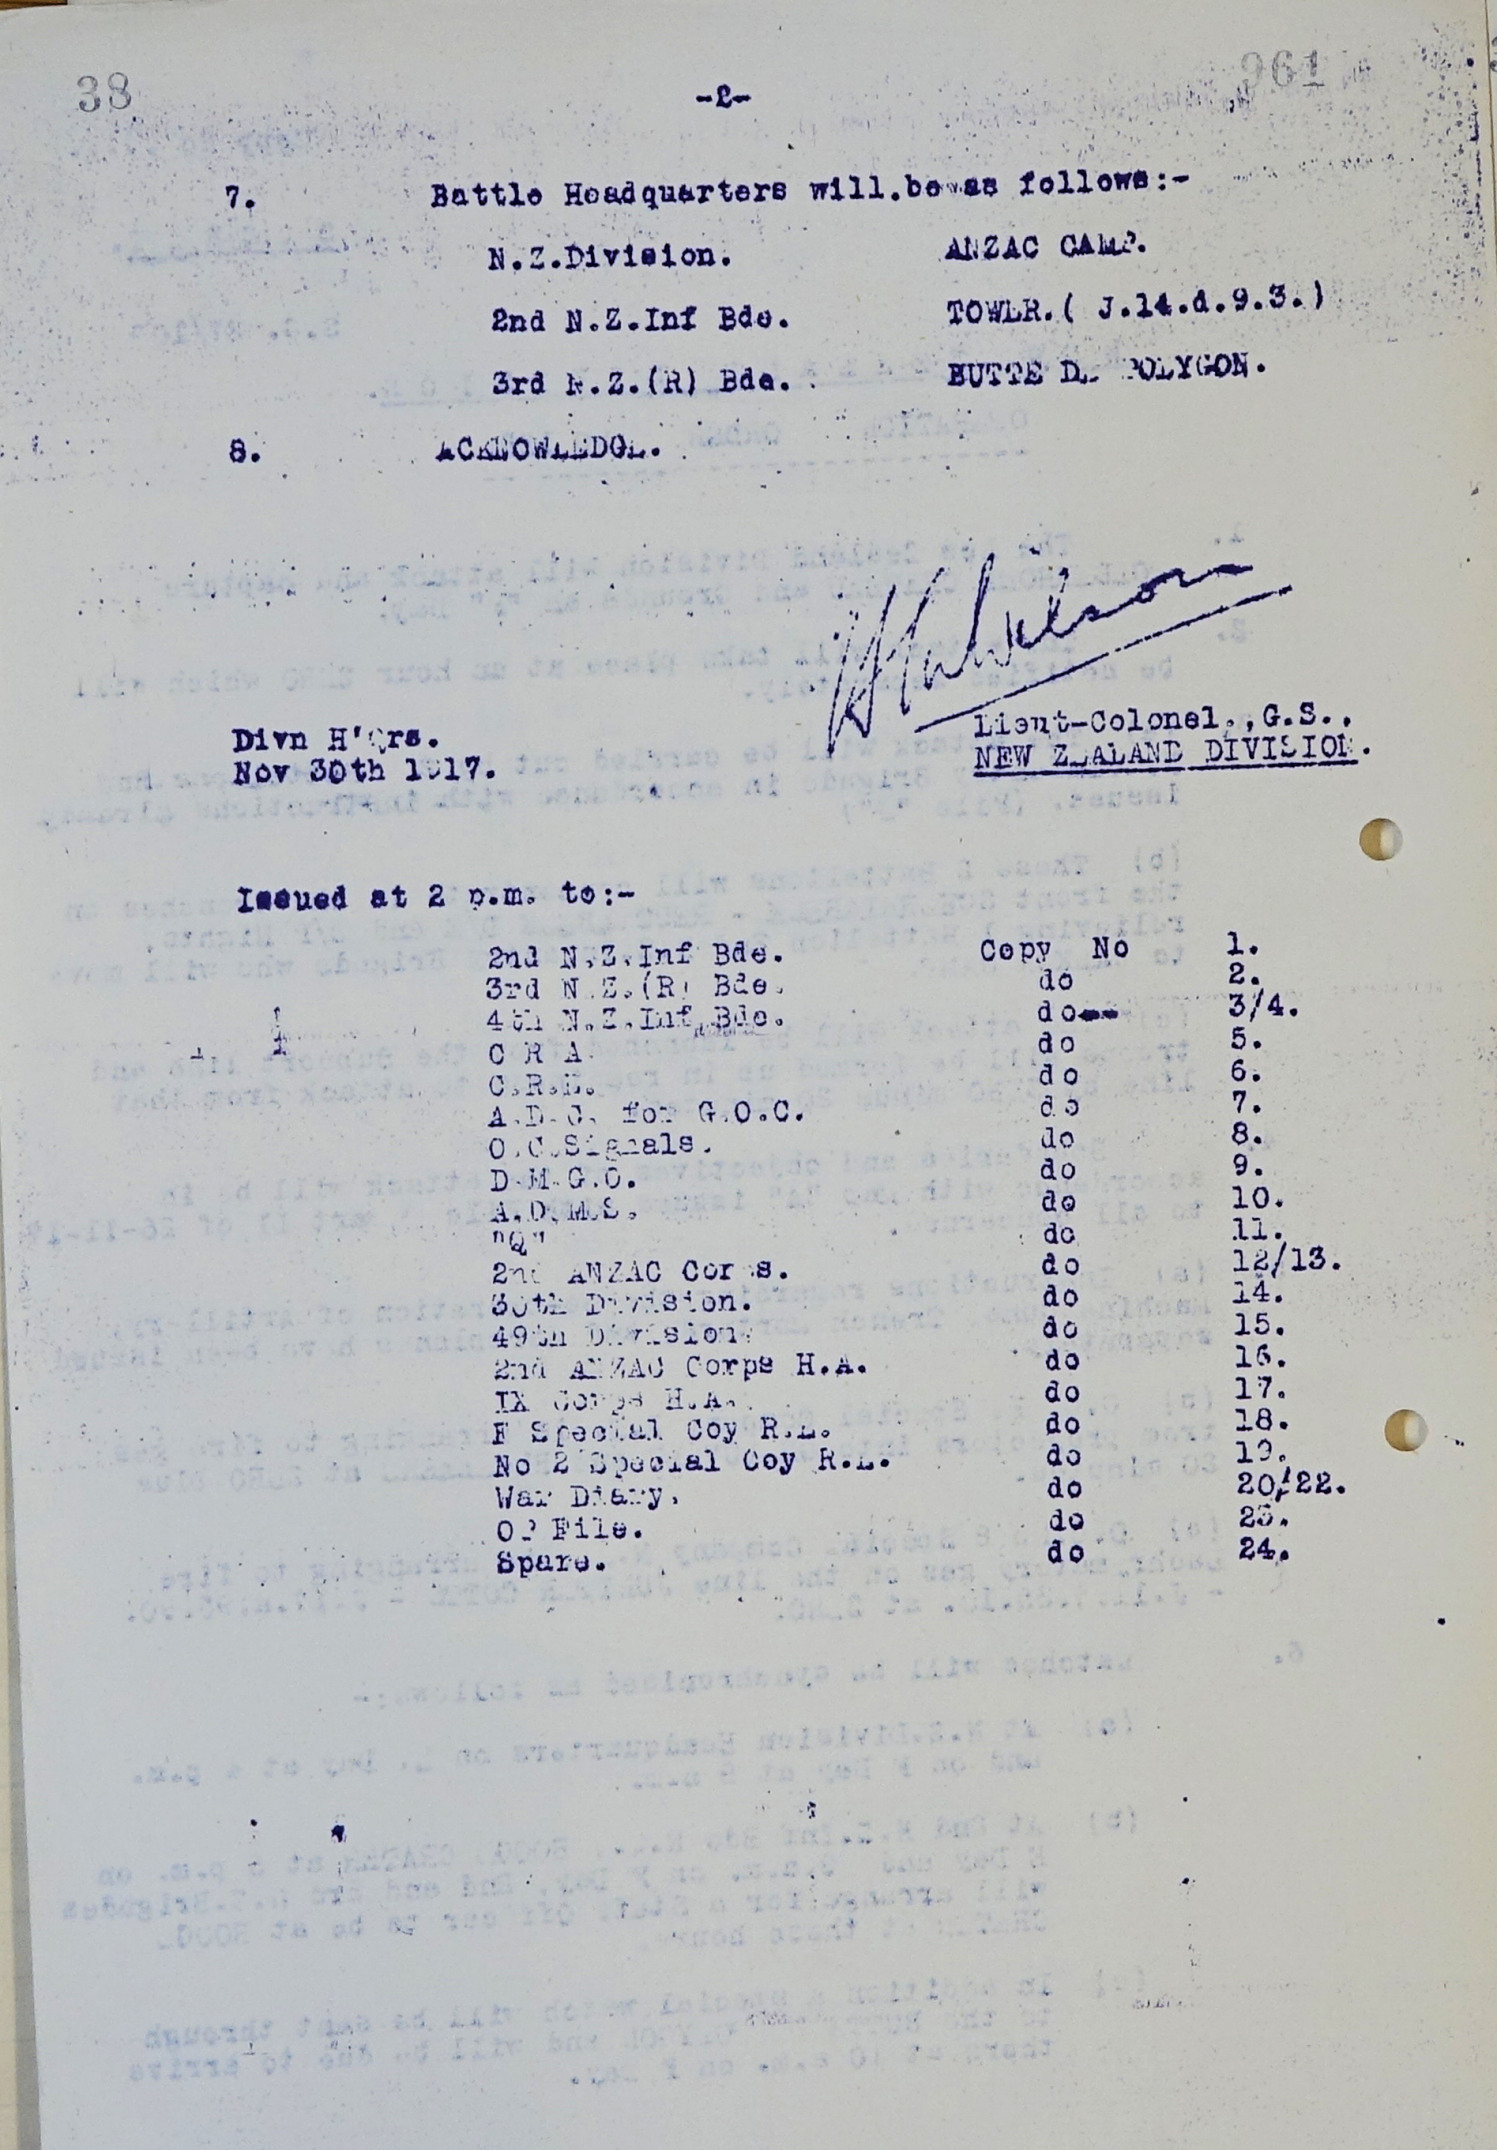 38
961
-2-
7. Battle Headquarters will be as follows:-
N.Z.Division. ANZAC CAMP.
2nd N.Z.Inf Bde. TOWER.( J.14.d.9.3.)
3rd N.Z.(R) Bde. BUTTE DE POLYGON.
8. ACKNOWLEDGE.
Wilson
Lieut-Colonel.,G.S..
NEW ZEALAND DIVISION.
Divn H'Qrs.
Nov 30th 1917.
Issued at 2 p.m. to:-
2nd N.Z.Inf Bde. Copy No 1.
3rd N.Z.(R) Bde. do 2.
4th N.Z.Inf Bde. do 3/4.
C R A. do 5.
C.R.E. do 6.
A.D.C. for G.O.C. do 7.
O.C.Signals. do 8.
D.M.G.O. do 9.
A.D.M.S. do 10.
"Q" do 11.
2nd ANZAC Corps. do 12/13.
30th Division. do 14.
49th Division. do 15.
2nd ANZAC Corps H.A. do 16.
IX Corps H.A. do 17.
F Special Coy R.E. do 18.
No 2 Special Coy R.E. do 19.
War Diary. do 20/22.
OP File. do 23.
Spare. do 24.